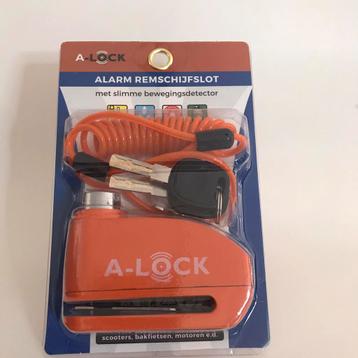 A-LOCK
ALARM REMSCHIJFSLOT
met slimme bewegingsdetector
A-LOCK
scooters, bakfietsen, motoren e.d.